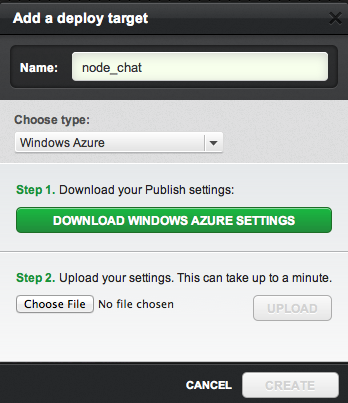 Add a deploy target
Name: node_chat
Choose type:
Windows Azure
Step 1. Download your Publish settings:
DOWNLOAD WINDOWS AZURE SETTINGS
Step 2. Upload your settings. This can take up to a minute.
Choose File No file chosen UPLOAD
CANCEL CREATE